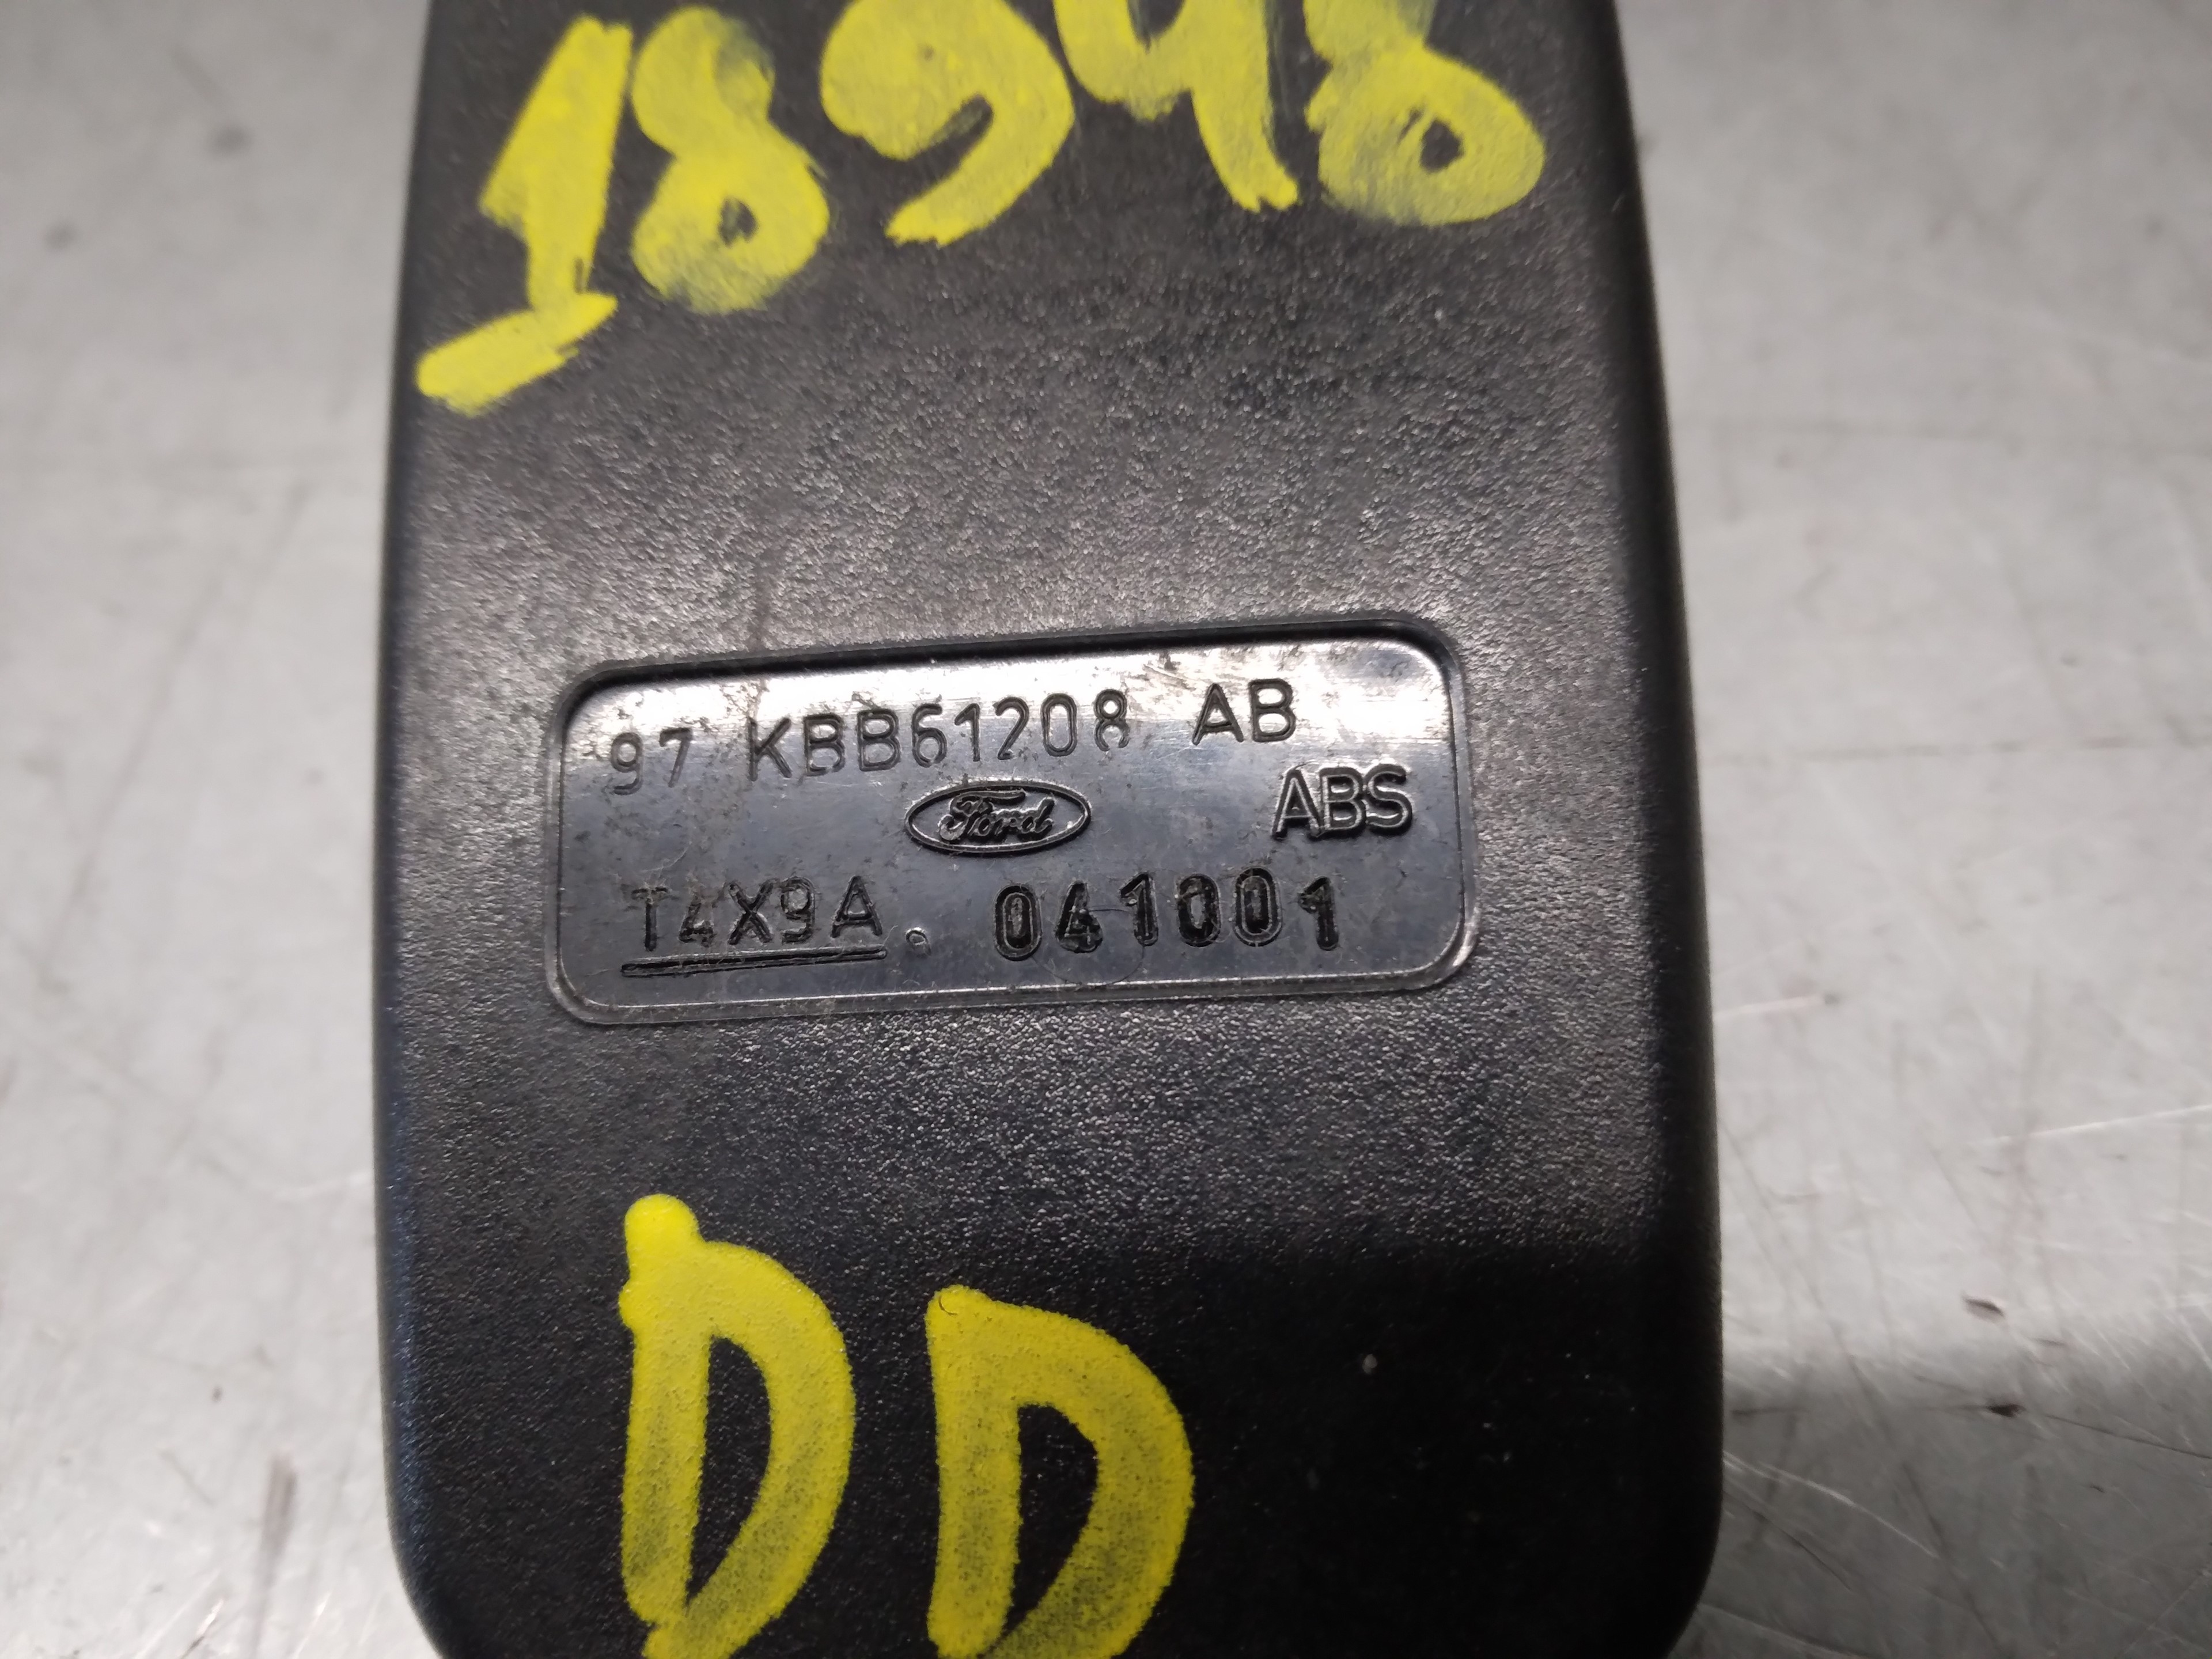 18948
97 KBB61208 AB
Ford ABS
T4X9A. 041001
DD